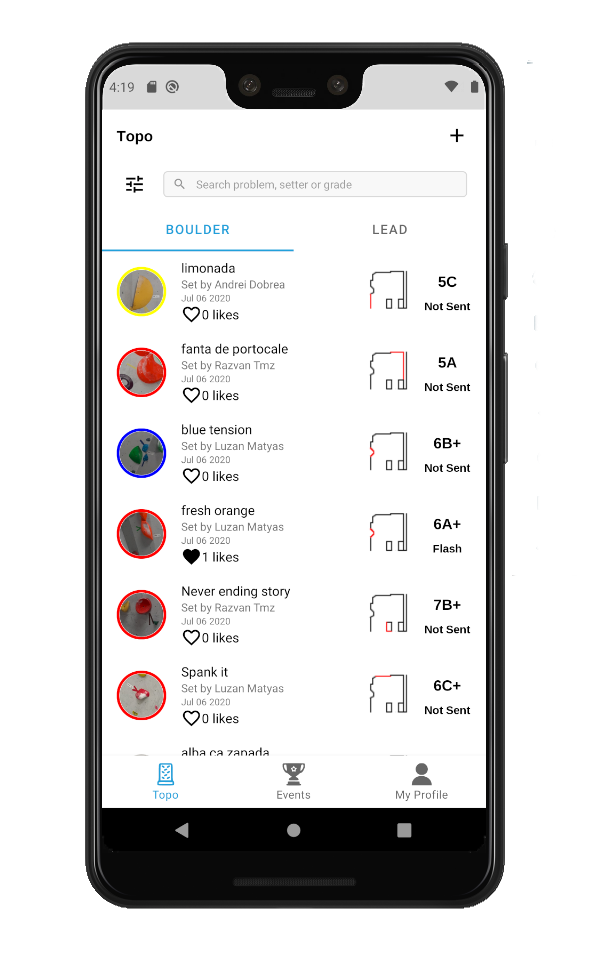 4:19
Topo
+
Search problem, setter or grade
BOULDER LEAD
limonada
Set by Andrei Dobrea
Jul 06 2020
0 likes
5C
Not Sent
fanta de portocale
Set by Razvan Tmz
Jul 06 2020
0 likes
5A
Not Sent
blue tension
Set by Luzan Matyas
Jul 06 2020
0 likes
6B+
Not Sent
fresh orange
Set by Luzan Matyas
Jul 06 2020
1 likes
6A+
Flash
Never ending story
Set by Razvan Tmz
Jul 06 2020
0 likes
7B+
Not Sent
Spank it
Set by Luzan Matyas
Jul 06 2020
0 likes
6C+
Not Sent
alba ca zapada
Topo Events My Profile